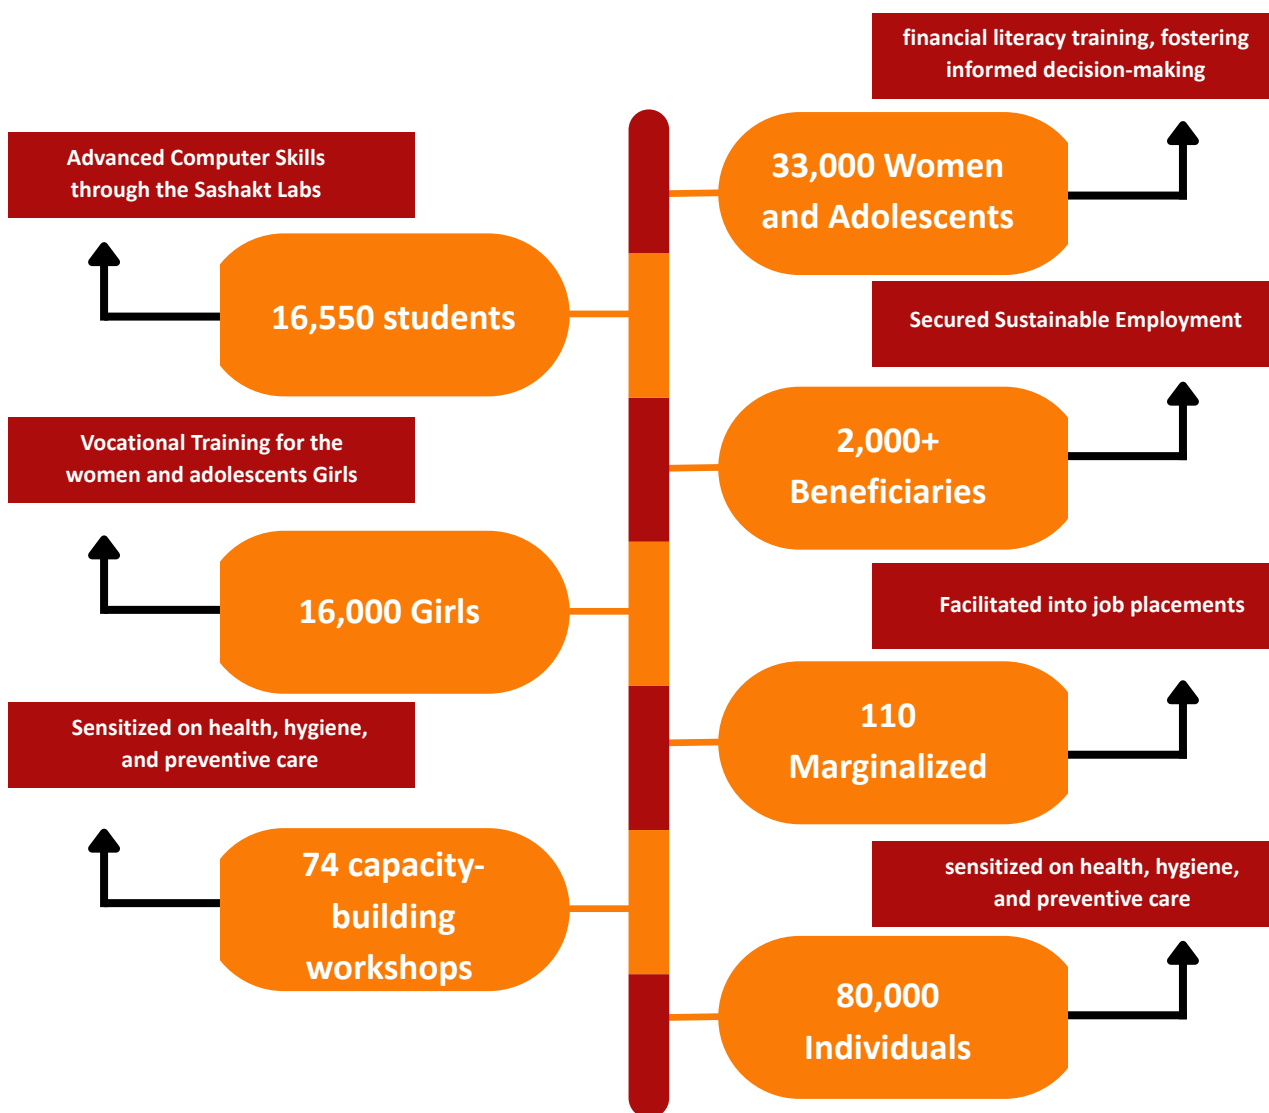 financial literacy training, fostering
informed decision-making
33,000 Women
and Adolescents
Advanced Computer Skills
through the Sashakt Labs
16,550 students
Secured Sustainable Employment
2,000+
Beneficiaries
Vocational Training for the
women and adolescents Girls
16,000 Girls
Facilitated into job placements
110
Marginalized
Sensitized on health, hygiene,
and preventive care
74 capacity-
building
workshops
sensitized on health, hygiene,
and preventive care
80,000
Individuals